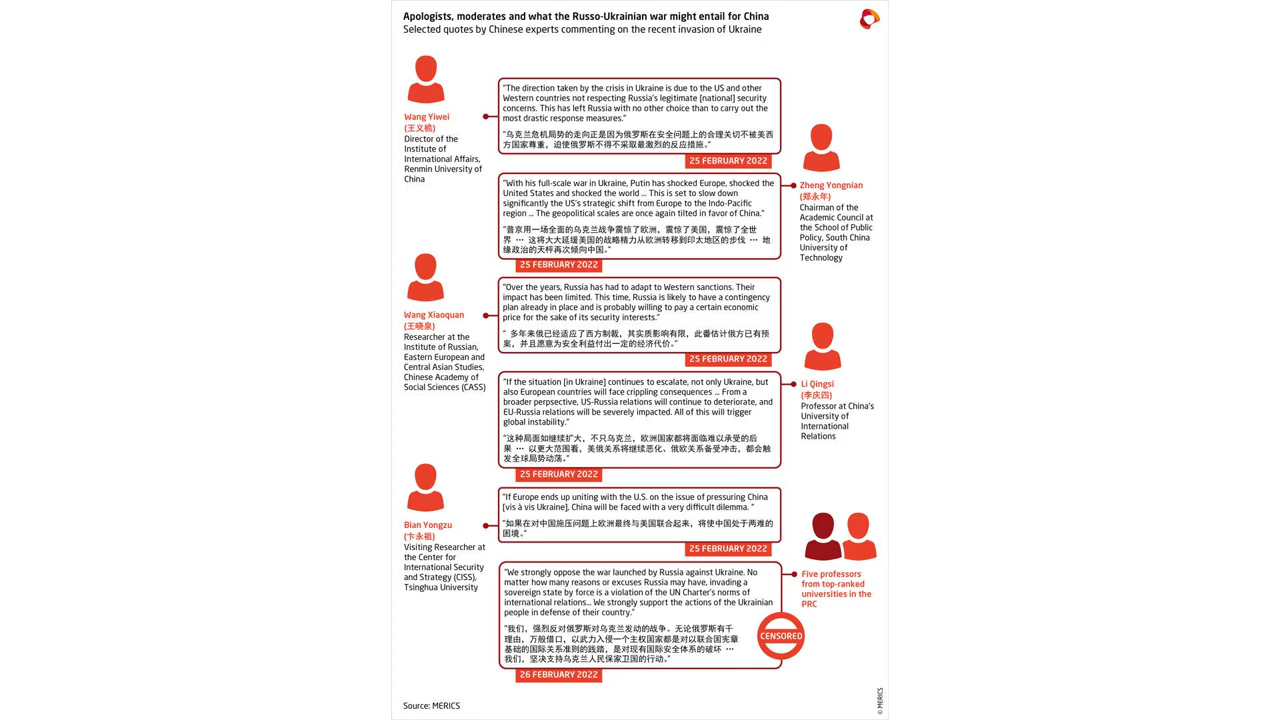 Apologists, moderates and what the Russo-Ukrainian war might entail for China
Selected quotes by Chinese experts commenting on the recent invasion of Ukraine
Wang Yiwei
(王义桅)
Director of the
Institute of
International Affairs,
Renmin University of
China
"The direction taken by the crisis in Ukraine is due to the US and other
Western countries not respecting Russia's legitimate [national] security
concerns. This has left Russia with no other choice than to carry out the
most drastic response measures."
"乌克兰危机局势的走向正是因为俄罗斯在安全问题上的合理关切不被美西
方国家尊重，迫使俄罗斯不得不采取最激烈的反应措施。"
25 FEBRUARY 2022
Zheng Yongnian
(郑永年)
Chairman of the
Academic Council at
the School of Public
Policy, South China
University of
Technology
"With his full-scale war in Ukraine, Putin has shocked Europe, shocked the
United States and shocked the world ... This is set to slow down
significantly the US's strategic shift from Europe to the Indo-Pacific
region ... The geopolitical scales are once again tilted in favor of China."
"普京用一场全面的乌克兰战争震惊了欧洲，震惊了美国，震惊了全世
界 … 这将大大延缓美国的战略精力从欧洲转移到印太地区的步伐 … 地
缘政治的天枰再次倾向中国。"
25 FEBRUARY 2022
Wang Xiaoquan
(王晓泉)
Researcher at the
Institute of Russian,
Eastern European and
Central Asian Studies,
Chinese Academy of
Social Sciences (CASS)
"Over the years, Russia has had to adapt to Western sanctions. Their
impact has been limited. This time, Russia is likely to have a contingency
plan already in place and is probably willing to pay a certain economic
price for the sake of its security interests."
" 多年来俄已经适应了西方制裁，其实质影响有限，此番估计俄方已有预
案，并且愿意为安全利益付出一定的经济代价。"
25 FEBRUARY 2022
Li Qingsi
(李庆四)
Professor at China's
University of
International
Relations
"If the situation [in Ukraine] continues to escalate, not only Ukraine, but
also European countries will face crippling consequences ... From a
broader perpsective, US-Russia relations will continue to deteriorate, and
EU-Russia relations will be severely impacted. All of this will trigger
global instability."
"这种局面如继续扩大，不只乌克兰，欧洲国家都将面临难以承受的后
果 … 以更大范围看，美俄关系将继续恶化、俄欧关系备受冲击，都会触
发全球局势动荡。"
25 FEBRUARY 2022
Bian Yongzu
(卞永祖)
Visiting Researcher at
the Center for
International Security
and Strategy (CISS),
Tsinghua University
"If Europe ends up uniting with the U.S. on the issue of pressuring China
[vis à vis Ukraine], China will be faced with a very difficult dilemma. "
"如果在对中国施压问题上欧洲最终与美国联合起来，将使中国处于两难的
困境。"
25 FEBRUARY 2022
Five professors
from top-ranked
universities in the
PRC
"We strongly oppose the war launched by Russia against Ukraine. No
matter how many reasons or excuses Russia may have, invading a
sovereign state by force is a violation of the UN Charter's norms of
international relations... We strongly support the actions of the Ukrainian
people in defense of their country."
"我们，强烈反对俄罗斯对乌克兰发动的战争。无论俄罗斯有千
理由，万般借口，以武力入侵一个主权国家都是对以联合国宪章
基础的国际关系准则的践踏，是对现有国际安全体系的破坏 …
我们，坚决支持乌克兰人民保家卫国的行动。"
CENSORED
26 FEBRUARY 2022
Source: MERICS
© MERICS